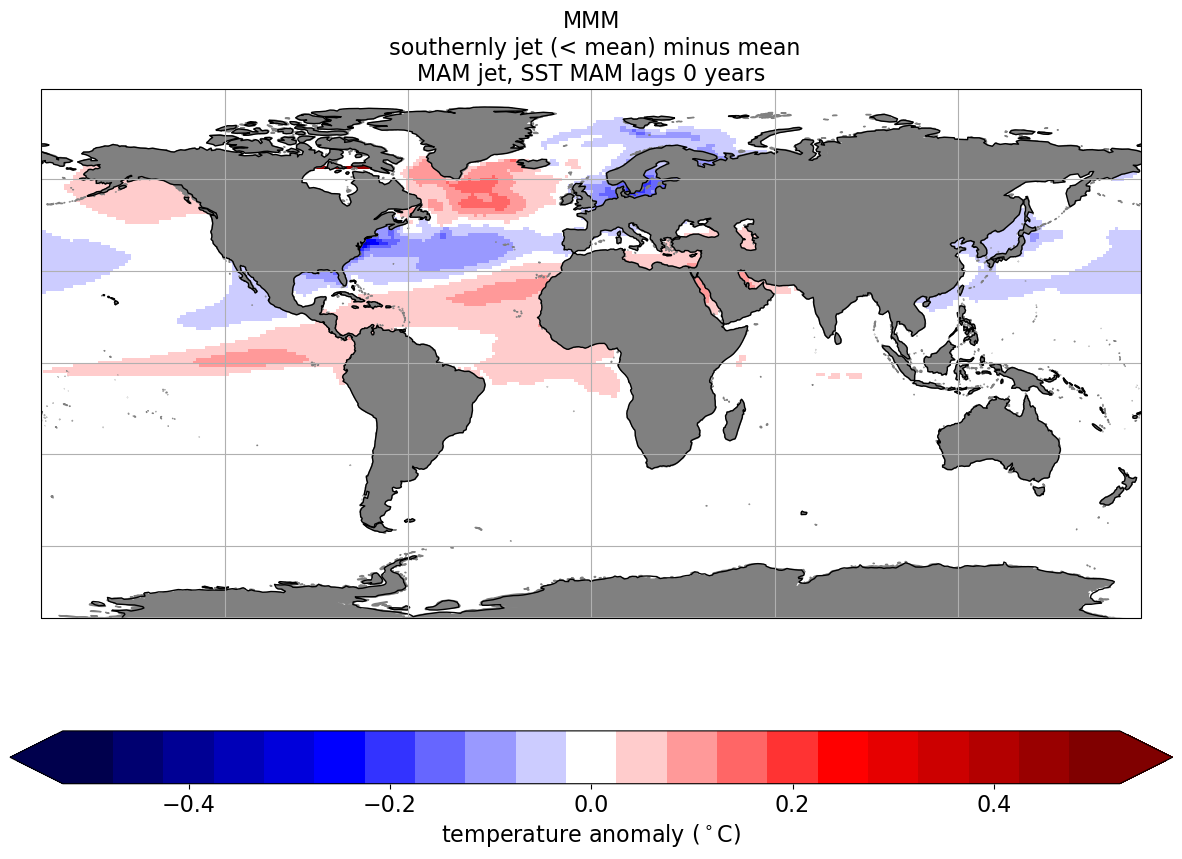 MMM
southernly jet (< mean) minus mean
MAM jet, SST MAM lags 0 years
−0.4 −0.2 0.0 0.2 0.4
temperature anomaly (°C)